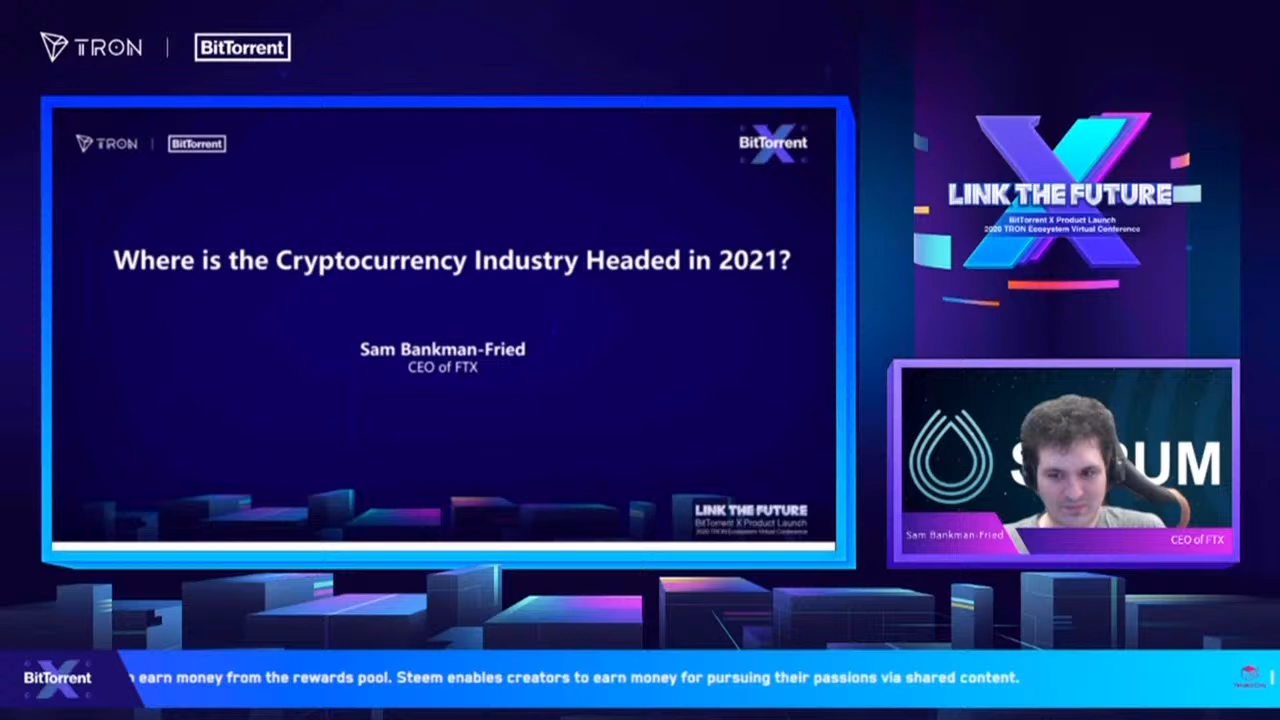 TRON
BitTorrent
TRON
BitTorrent
BitTorrent
Where is the Cryptocurrency Industry Headed in 2021?
Sam Bankman-Fried
CEO of FTX
LINK THE FUTURE
BitTorrent X Product Launch
2020 TRON Ecosystem Virtual Conference
LINK THE FUTURE
BitTorrent X Product Launch
2020 TRON Ecosystem Virtual Conference
S UM
Sam Bankman-Fried
CEO of FTX
BitTorrent
earn money from the rewards pool. Steem enables creators to earn money for pursuing their passions via shared content.